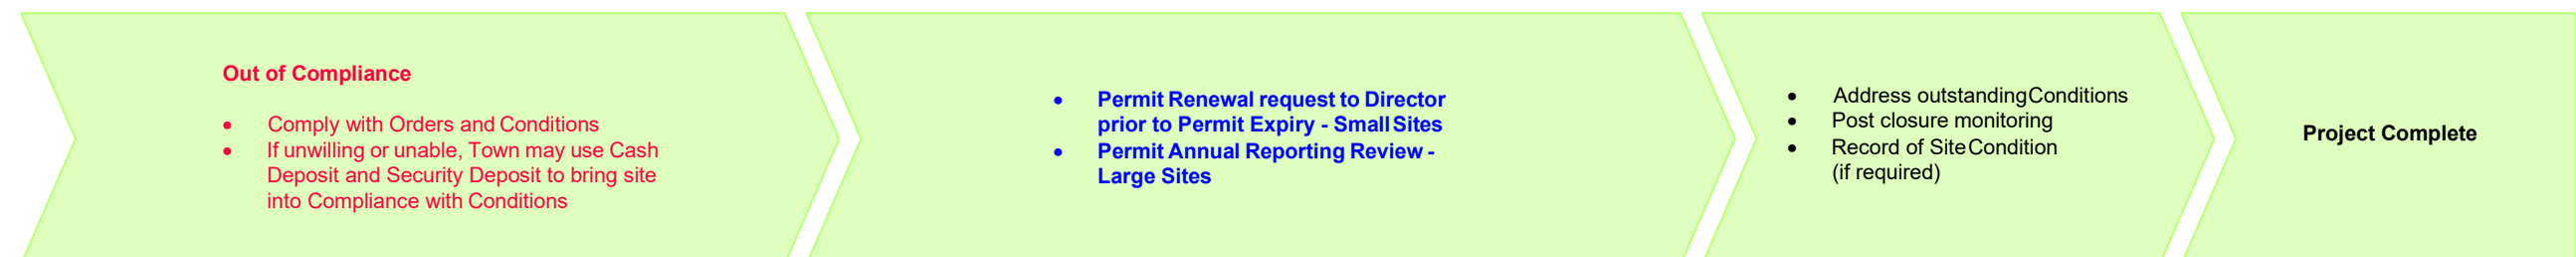 Out of Compliance
• Comply with Orders and Conditions
• If unwilling or unable, Town may use Cash
Deposit and Security Deposit to bring site
into Compliance with Conditions
• Permit Renewal request to Director
prior to Permit Expiry - Small Sites
• Permit Annual Reporting Review -
Large Sites
• Address outstanding Conditions
• Post closure monitoring
• Record of Site Condition
(if required)
Project Complete